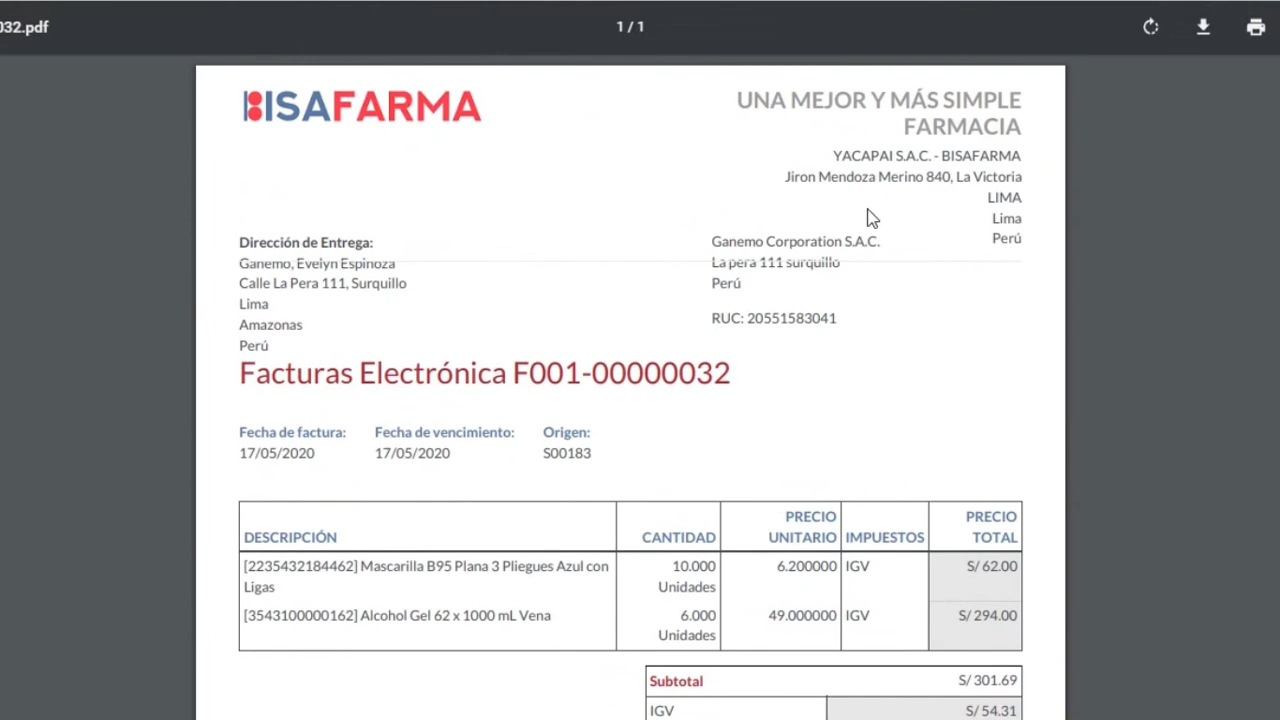 032.pdf
1 / 1
BISAFARMA
UNA MEJOR Y MÁS SIMPLE
FARMACIA
YACAPAI S.A.C. - BISAFARMA
Jiron Mendoza Merino 840, La Victoria
LIMA
Lima
Perú
Dirección de Entrega:
Ganemo, Evelyn Espinoza
Calle La Pera 111, Surquillo
Lima
Amazonas
Perú
Ganemo Corporation S.A.C.
La pera 111 surquillo
Perú
RUC: 20551583041
Facturas Electrónica F001-00000032
Fecha de factura: Fecha de vencimiento: Origen:
17/05/2020 17/05/2020 S00183
PRECIO PRECIO
DESCRIPCIÓN CANTIDAD UNITARIO IMPUESTOS TOTAL
[2235432184462] Mascarilla B95 Plana 3 Pliegues Azul con 10.000 6.200000 IGV S/ 62.00
Ligas Unidades
[3543100000162] Alcohol Gel 62 x 1000 mL Vena 6.000 49.000000 IGV S/ 294.00
Unidades
Subtotal S/ 301.69
IGV S/ 54.31